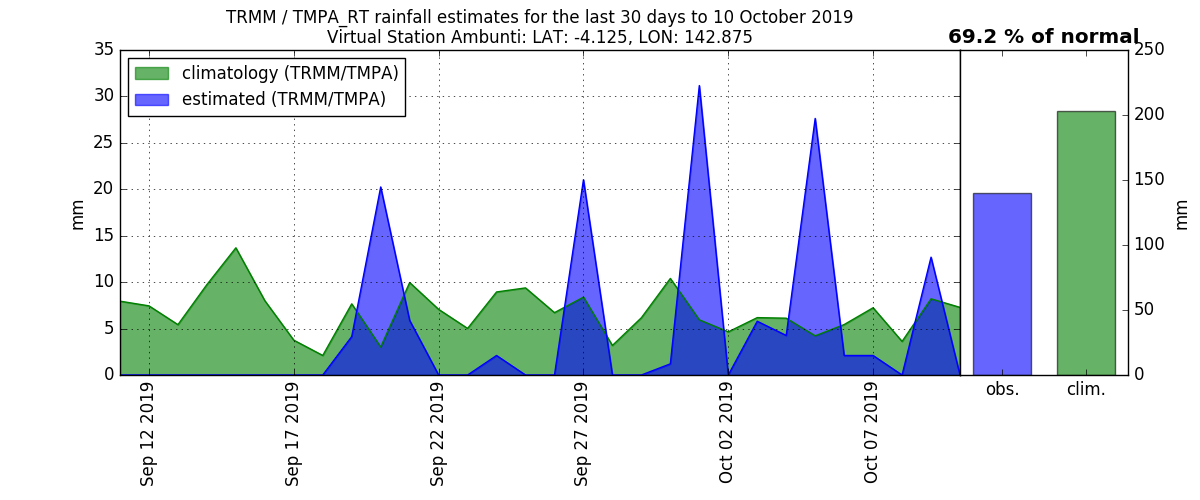 TRMM / TMPA_RT rainfall estimates for the last 30 days to 10 October 2019
Virtual Station Ambunti: LAT: -4.125, LON: 142.875
69.2 % of normal
climatology (TRMM/TMPA)
estimated (TRMM/TMPA)
35
30
25
20
15
10
5
0
mm
Sep 12 2019
Sep 17 2019
Sep 22 2019
Sep 27 2019
Oct 02 2019
Oct 07 2019
obs.
clim.
250
200
150
100
50
0
mm